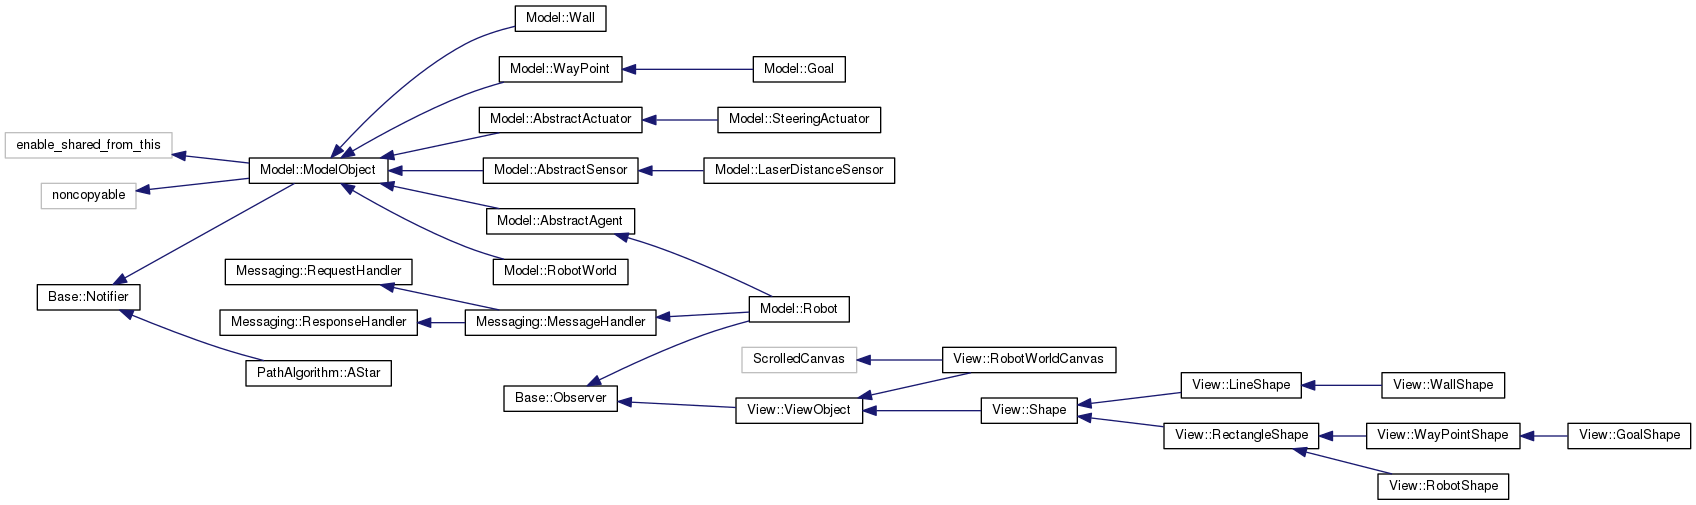 Model::Wall
Model::WayPoint
Model::Goal
Model::AbstractActuator
Model::SteeringActuator
enable_shared_from_this
Model::ModelObject
Model::AbstractSensor
Model::LaserDistanceSensor
noncopyable
Model::AbstractAgent
Messaging::RequestHandler
Model::RobotWorld
Base::Notifier
Model::Robot
Messaging::ResponseHandler
Messaging::MessageHandler
ScrolledCanvas
View::RobotWorldCanvas
PathAlgorithm::AStar
View::LineShape
View::WallShape
Base::Observer
View::ViewObject
View::Shape
View::RectangleShape
View::WayPointShape
View::GoalShape
View::RobotShape